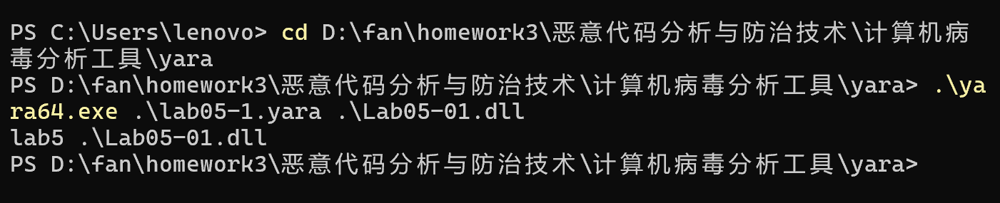 PS C:\Users\lenovo> cd D:\fan\homework3\恶意代码分析与防治技术\计算机病
毒分析工具\yara
PS D:\fan\homework3\恶意代码分析与防治技术\计算机病毒分析工具\yara> .\ya
ra64.exe .\lab05-1.yara .\Lab05-01.dll
lab5 .\Lab05-01.dll
PS D:\fan\homework3\恶意代码分析与防治技术\计算机病毒分析工具\yara>